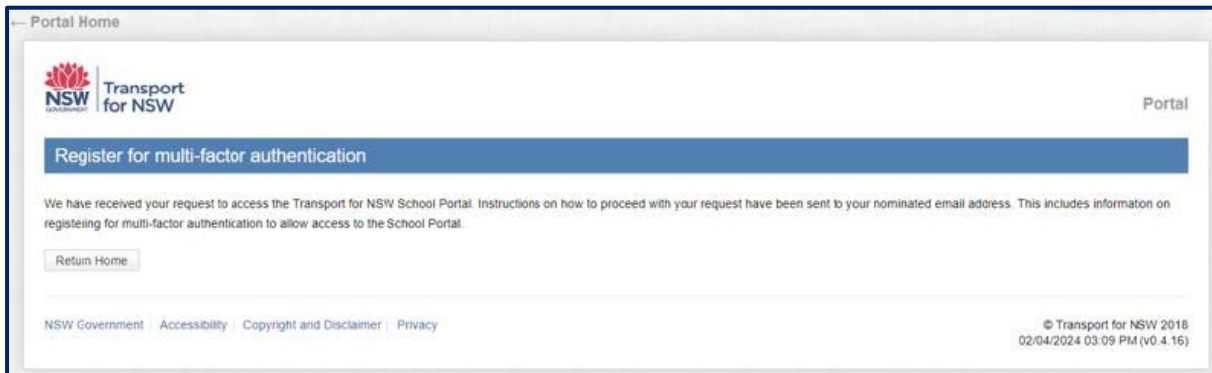 ← Portal Home
NSW
GOVERNMENT
Transport
for NSW
Portal
Register for multi-factor authentication
We have received your request to access the Transport for NSW School Portal. Instructions on how to proceed with your request have been sent to your nominated email address. This includes information on
registering for multi-factor authentication to allow access to the School Portal.
Return Home
NSW Government | Accessibility | Copyright and Disclaimer | Privacy
© Transport for NSW 2018
02/04/2024 03:09 PM (v0.4.16)